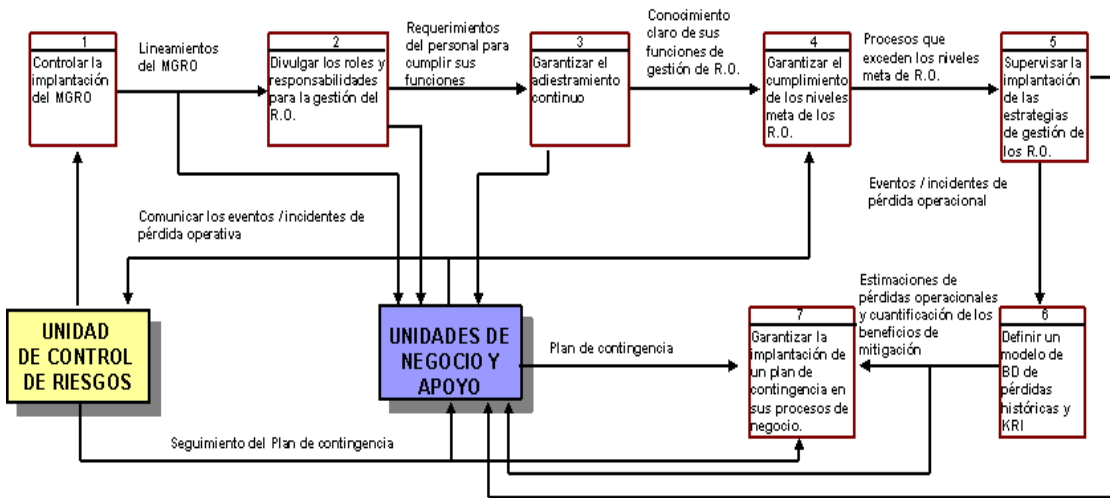 1
Controlar la
implantación
del MGRO
Lineamientos
del MGRO
2
Divulgar los roles y
responsabilidades
para la gestión del
R.O.
Requerimientos
del personal para
cumplir sus
funciones
3
Garantizar el
adiestramiento
continuo
Conocimiento
claro de sus
funciones de
gestión de R.O.
4
Garantizar el
cumplimiento
de los niveles
meta de los
R.O.
Procesos que
exceden los niveles
meta de R.O.
5
Supervisar la
implantación
de las
estrategias
de gestión de
los R.O.
Comunicar los eventos / incidentes de
pérdida operativa
Eventos / incidentes de
pérdida operacional
UNIDAD
DE CONTROL
DE RIESGOS
UNIDADES DE
NEGOCIO Y
APOYO
Plan de contingencia
7
Garantizar la
implantación de
un plan de
contingencia en
sus procesos de
negocio.
Estimaciones de
pérdidas operacionales
y cuantificación de los
beneficios de
mitigación
6
Definir un
modelo de
BD de
pérdidas
históricas y
KRI
Seguimiento del Plan de contingencia